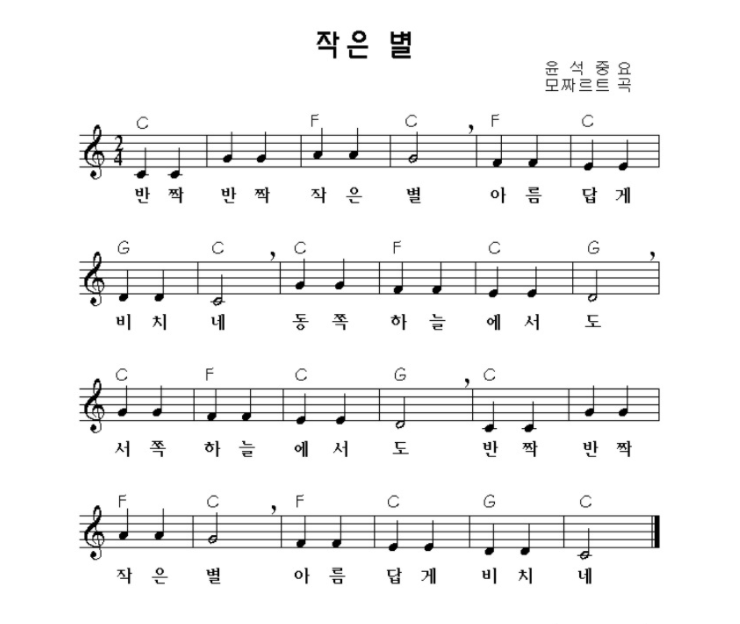 작은 별
윤 석 중 요
모짜르트 곡
C F C F C
2
4
반 짝 반 짝 작 은 별 아 름 답 게
G C C F C G
비 치 네 동 쪽 하 늘 에 서 도
C F C G C
서 쪽 하 늘 에 서 도 반 짝 반 짝
F C F C G C
작 은 별 아 름 답 게 비 치 네